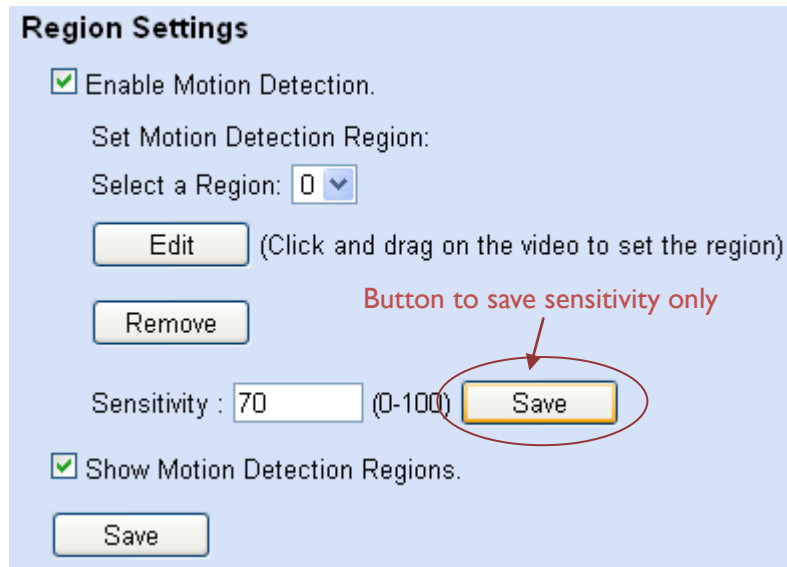 Region Settings
Enable Motion Detection.
Set Motion Detection Region:
Select a Region: 0
Edit (Click and drag on the video to set the region)
Button to save sensitivity only
Remove
Sensitivity : 70 (0-100) Save
Show Motion Detection Regions.
Save